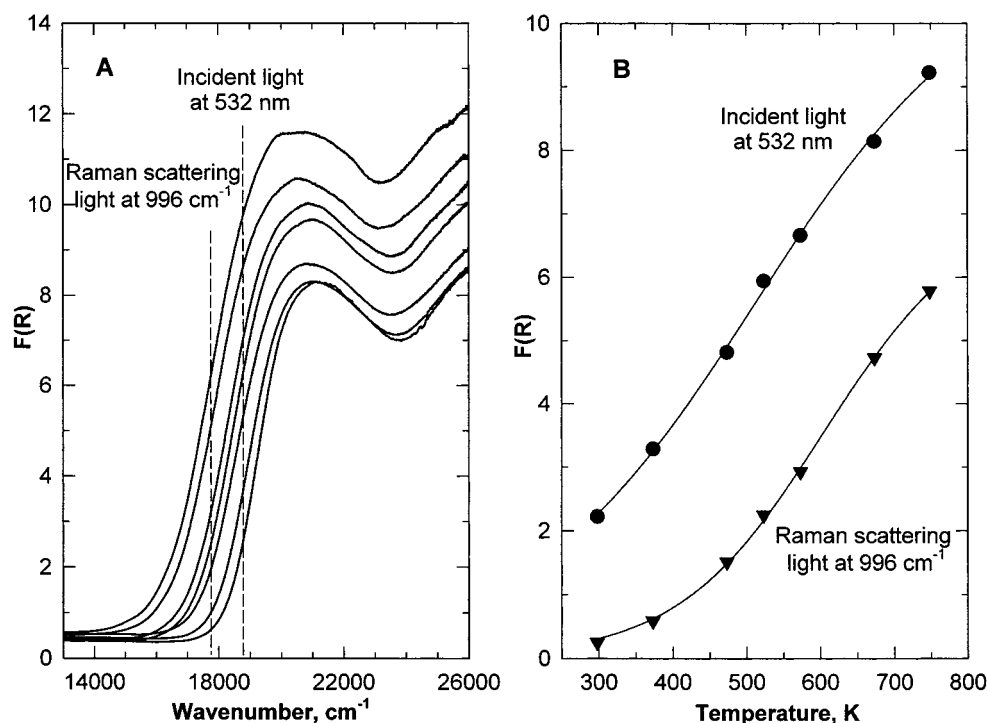 A
Incident light
at 532 nm
Raman scattering
light at 996 cm⁻¹
F(R)
14
12
10
8
6
4
2
0
14000 18000 22000 26000
Wavenumber, cm⁻¹
B
Incident light
at 532 nm
Raman scattering
light at 996 cm⁻¹
F(R)
10
8
6
4
2
0
300 400 500 600 700 800
Temperature, K